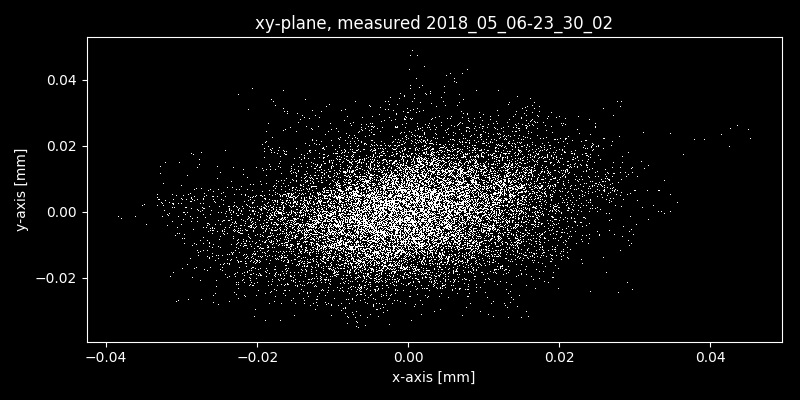 xy-plane, measured 2018_05_06-23_30_02
0.04
0.02
0.00
−0.02
y-axis [mm]
−0.04 −0.02 0.00 0.02 0.04
x-axis [mm]